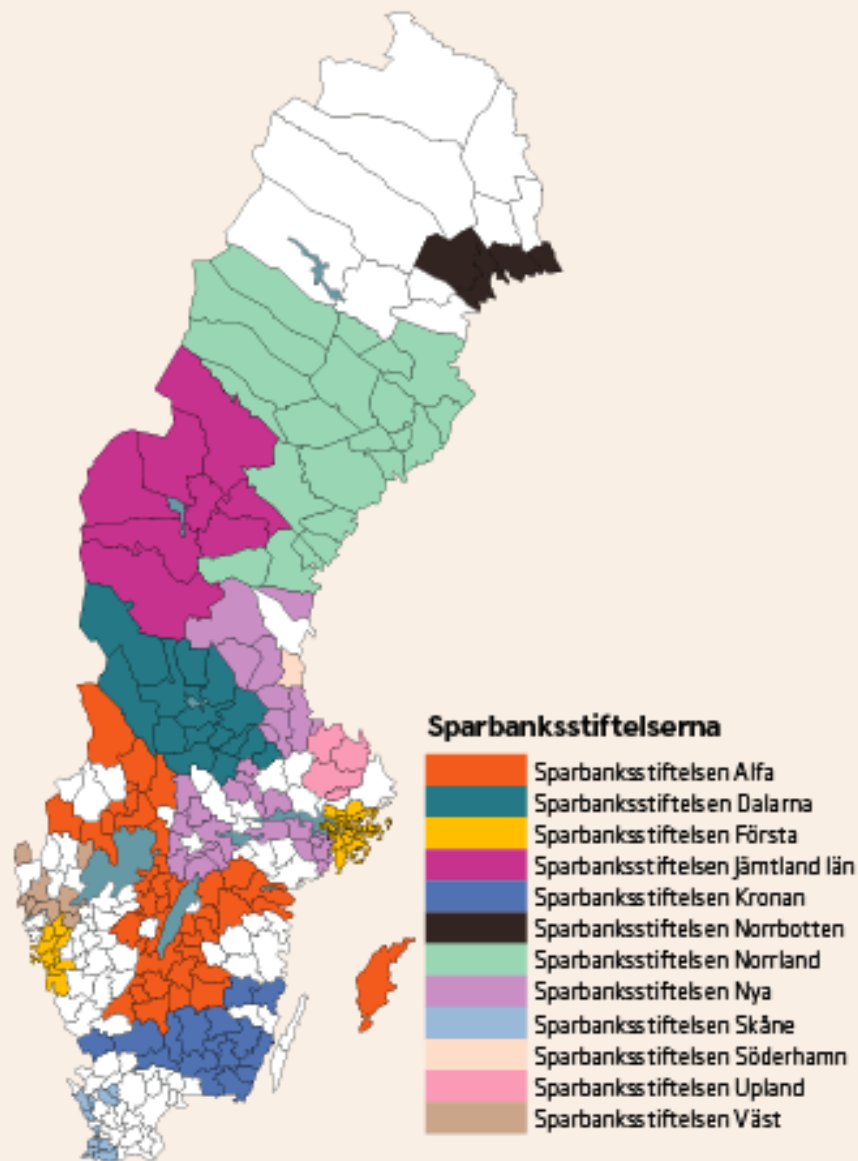 Sparbanksstiftelserna
Sparbanksstiftelsen Alfa
Sparbanksstiftelsen Dalarna
Sparbanksstiftelsen Första
Sparbanksstiftelsen Jämtland län
Sparbanksstiftelsen Kronan
Sparbanksstiftelsen Norrbotten
Sparbanksstiftelsen Norrland
Sparbanksstiftelsen Nya
Sparbanksstiftelsen Skåne
Sparbanksstiftelsen Söderhamn
Sparbanksstiftelsen Upland
Sparbanksstiftelsen Väst